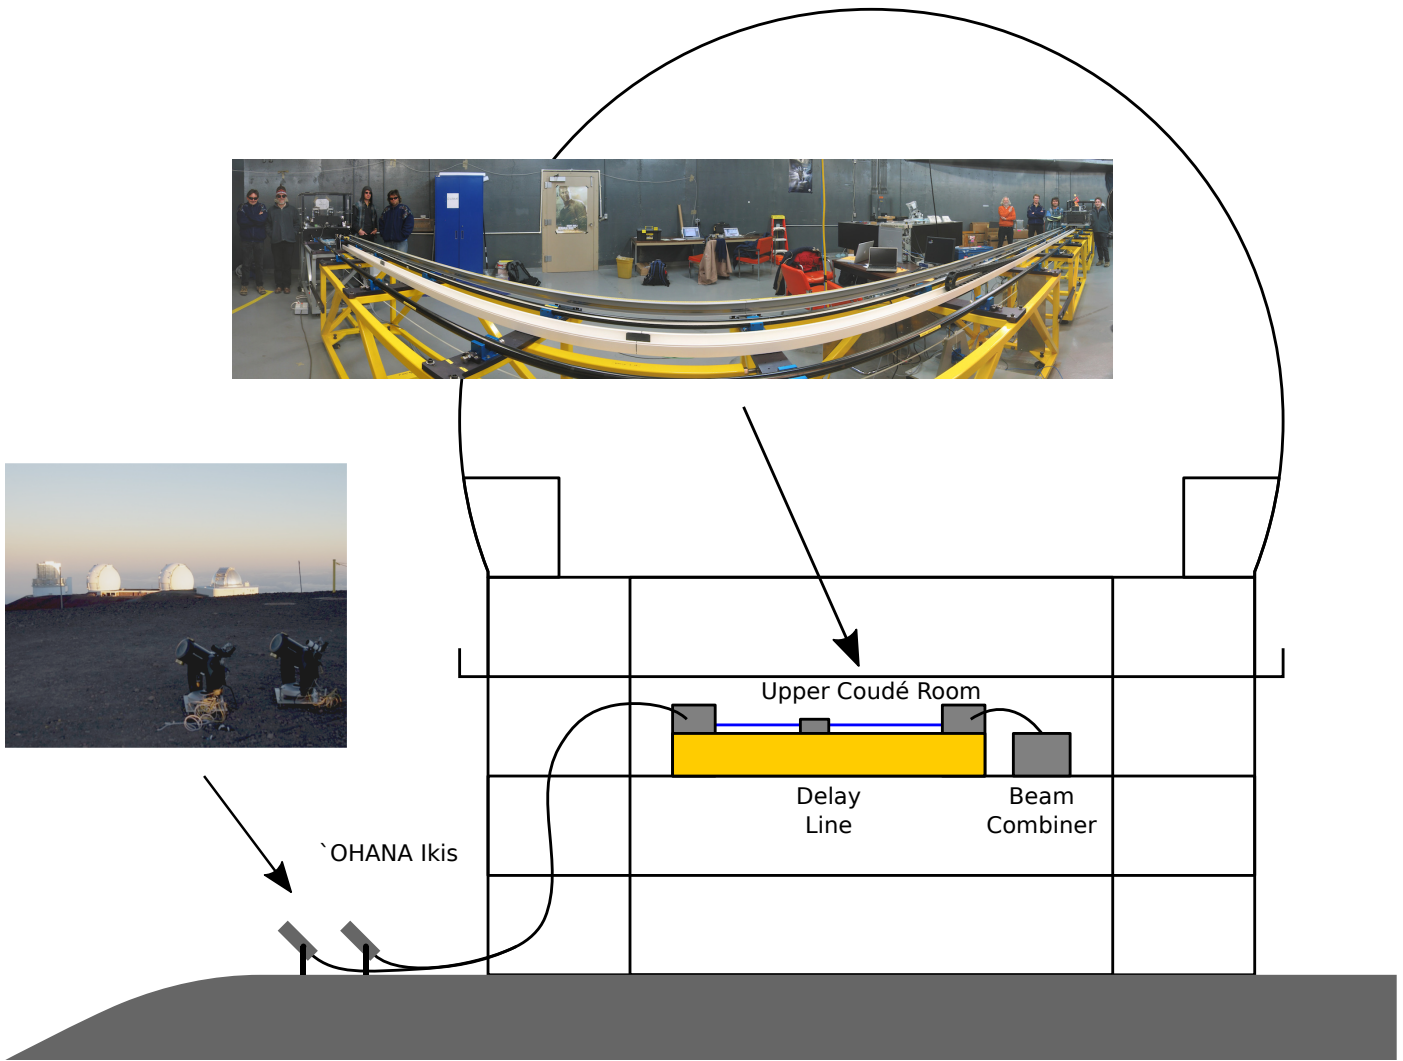 Upper Coudé Room
Delay
Line
Beam
Combiner
`OHANA Ikis